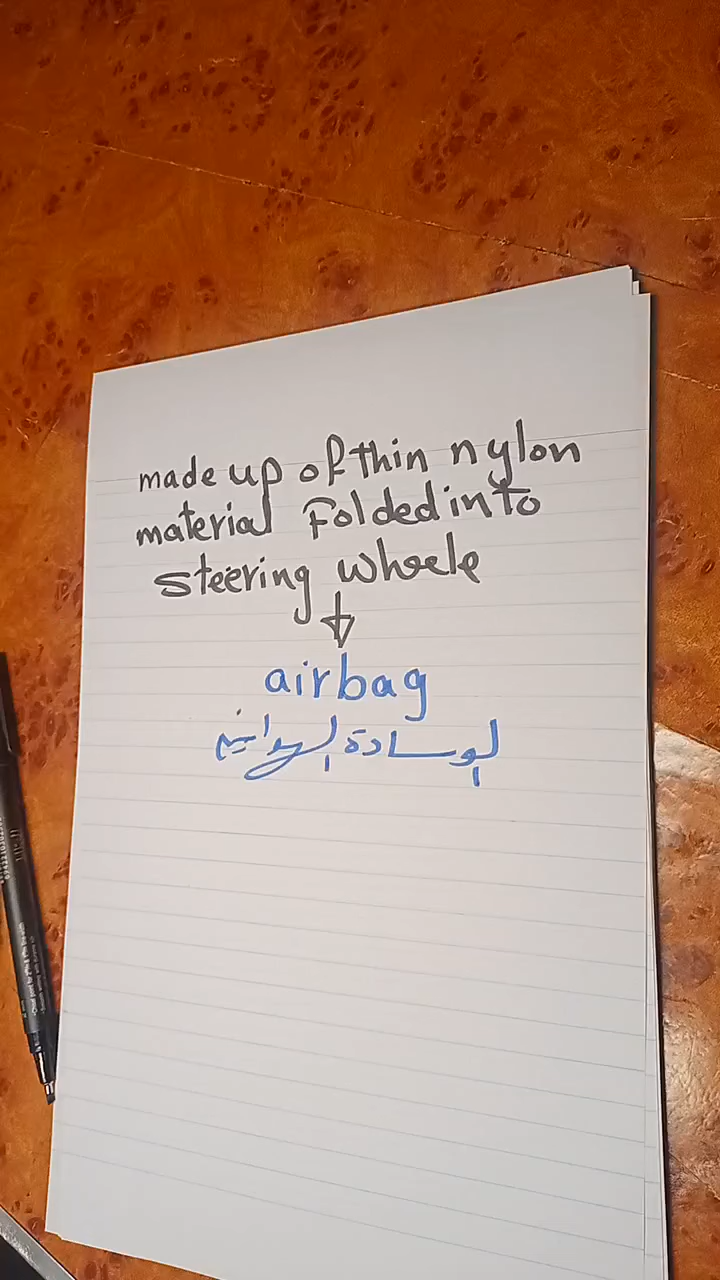 made up of thin nylon
material Folded into
steering wheele
airbag
الوسادة الهوائية